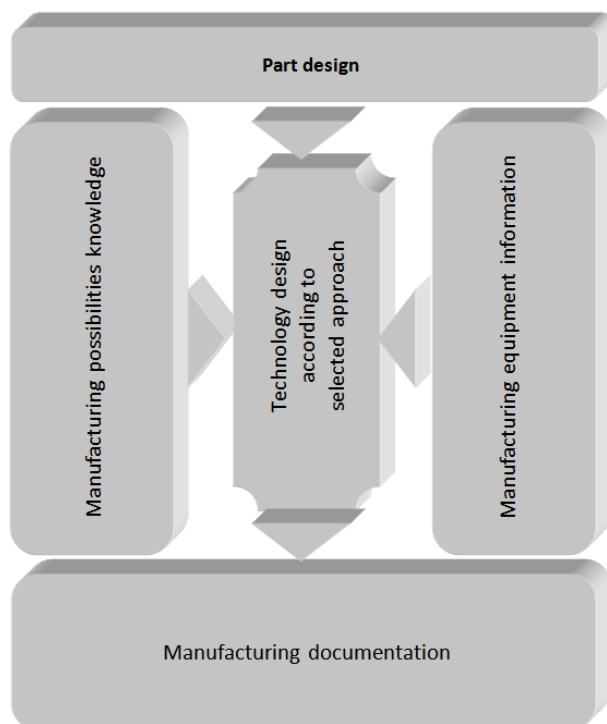 Part design
Manufacturing possibilities knowledge
Technology design
according to
selected approach
Manufacturing equipment information
Manufacturing documentation